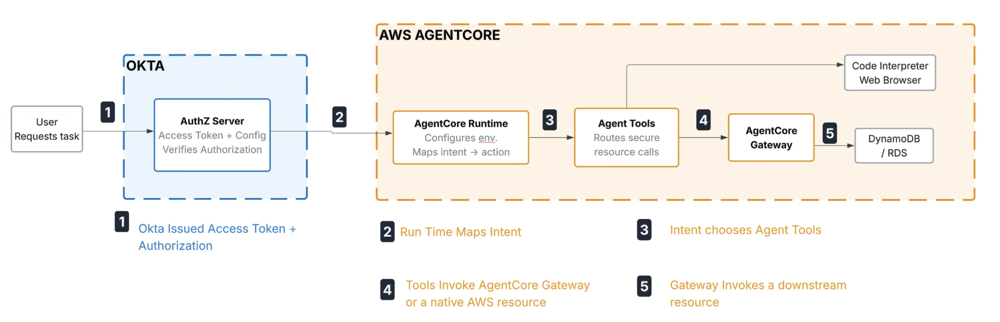 AWS AGENTCORE
OKTA
Code Interpreter
Web Browser
1
User
Requests task
AuthZ Server
Access Token + Config
Verifies Authorization
2
AgentCore Runtime
Configures env.
Maps intent → action
3
Agent Tools
Routes secure
resource calls
4
AgentCore
Gateway
5
DynamoDB
/ RDS
1
Okta Issued Access Token +
Authorization
2 Run Time Maps Intent
3 Intent chooses Agent Tools
4 Tools Invoke AgentCore Gateway
or a native AWS resource
5 Gateway Invokes a downstream
resource